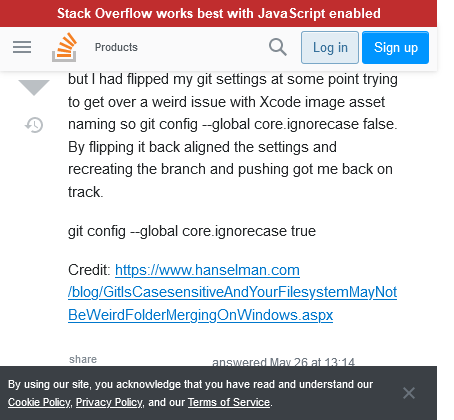 Stack Overflow works best with JavaScript enabled
Products
Log in
Sign up
but I had flipped my git settings at some point trying
to get over a weird issue with Xcode image asset
naming so git config --global core.ignorecase false.
By flipping it back aligned the settings and
recreating the branch and pushing got me back on
track.
git config --global core.ignorecase true
Credit: https://www.hanselman.com
/blog/GitIsCasesensitiveAndYourFilesystemMayNot
BeWeirdFolderMergingOnWindows.aspx
share
answered May 26 at 13:14
By using our site, you acknowledge that you have read and understand our
Cookie Policy, Privacy Policy, and our Terms of Service.